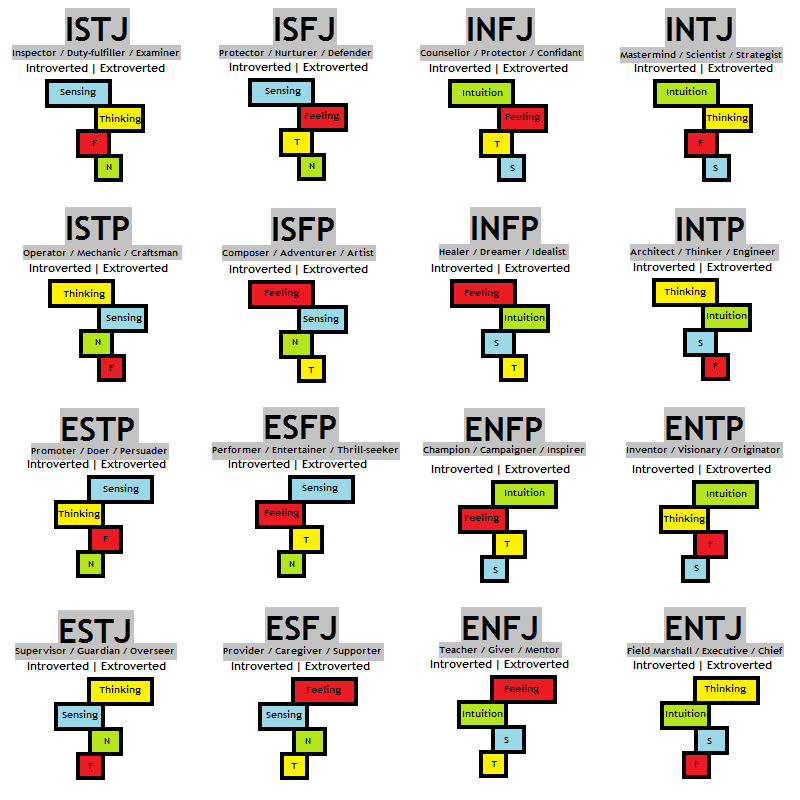 ISTJ
Inspector / Duty-fulfiller / Examiner
Introverted | Extroverted
Sensing
Thinking
F
N
ISFJ
Protector / Nurturer / Defender
Introverted | Extroverted
Sensing
Feeling
T
N
INFJ
Counsellor / Protector / Confidant
Introverted | Extroverted
Intuition
Feeling
T
S
INTJ
Mastermind / Scientist / Strategist
Introverted | Extroverted
Intuition
Thinking
F
S
ISTP
Operator / Mechanic / Craftsman
Introverted | Extroverted
Thinking
Sensing
N
F
ISFP
Composer / Adventurer / Artist
Introverted | Extroverted
Feeling
Sensing
N
T
INFP
Healer / Dreamer / Idealist
Introverted | Extroverted
Feeling
Intuition
S
T
INTP
Architect / Thinker / Engineer
Introverted | Extroverted
Thinking
Intuition
S
F
ESTP
Promoter / Doer / Persuader
Introverted | Extroverted
Sensing
Thinking
F
N
ESFP
Performer / Entertainer / Thrill-seeker
Introverted | Extroverted
Sensing
Feeling
T
N
ENFP
Champion / Campaigner / Inspirer
Introverted | Extroverted
Intuition
Feeling
T
S
ENTP
Inventor / Visionary / Originator
Introverted | Extroverted
Intuition
Thinking
F
S
ESTJ
Supervisor / Guardian / Overseer
Introverted | Extroverted
Thinking
Sensing
N
F
ESFJ
Provider / Caregiver / Supporter
Introverted | Extroverted
Feeling
Sensing
N
T
ENFJ
Teacher / Giver / Mentor
Introverted | Extroverted
Feeling
Intuition
S
T
ENTJ
Field Marshall / Executive / Chief
Introverted | Extroverted
Thinking
Intuition
S
F